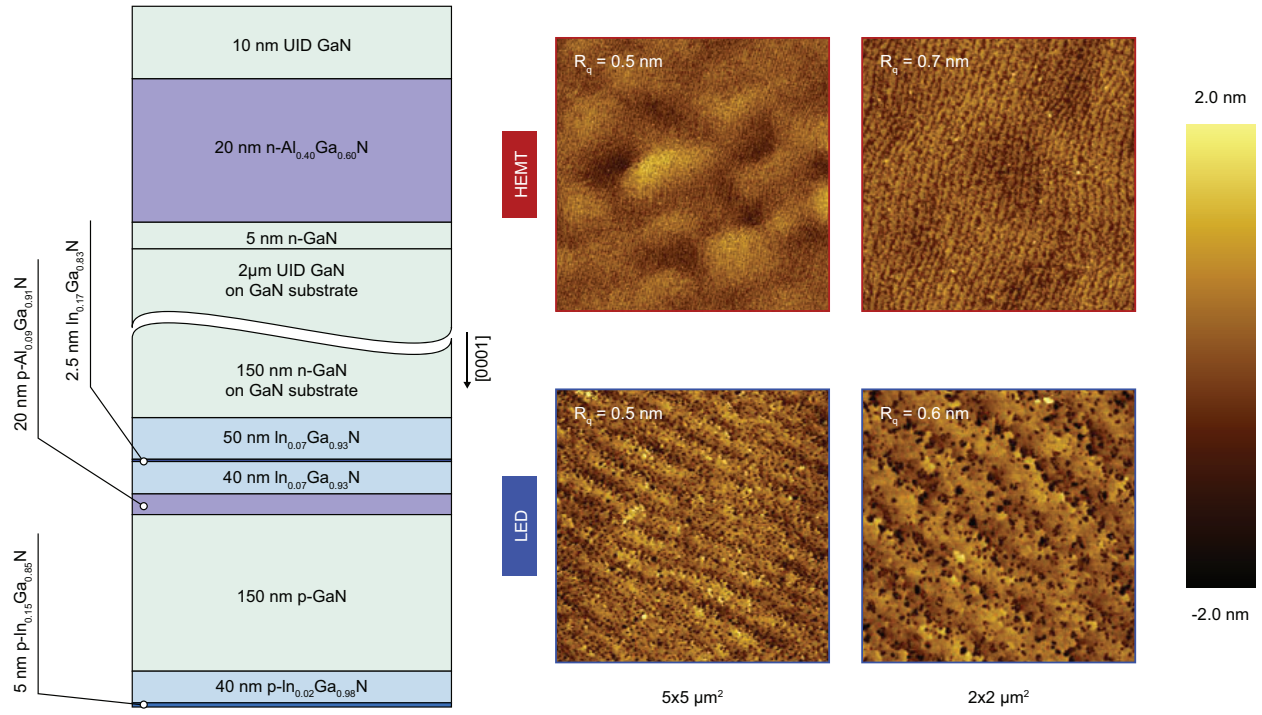 10 nm UID GaN
20 nm n-Al0.40Ga0.60N
5 nm n-GaN
2µm UID GaN
on GaN substrate
[0001]
150 nm n-GaN
on GaN substrate
50 nm In0.07Ga0.93N
40 nm In0.07Ga0.93N
150 nm p-GaN
40 nm p-In0.02Ga0.98N
20 nm p-Al0.09Ga0.91N
2.5 nm In0.17Ga0.83N
5 nm p-In0.15Ga0.85N
HEMT
Rq = 0.5 nm
Rq = 0.7 nm
LED
Rq = 0.5 nm
Rq = 0.6 nm
5x5 µm²
2x2 µm²
2.0 nm
-2.0 nm